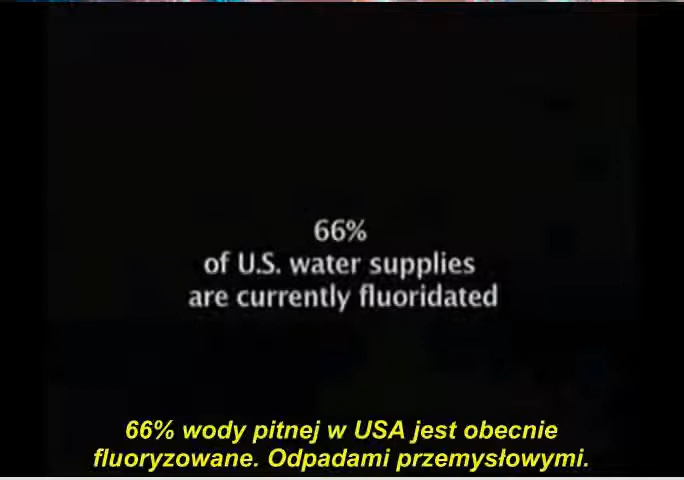 66%
of U.S. water supplies
are currently fluoridated
66% wody pitnej w USA jest obecnie
fluoryzowane. Odpadami przemysłowymi.